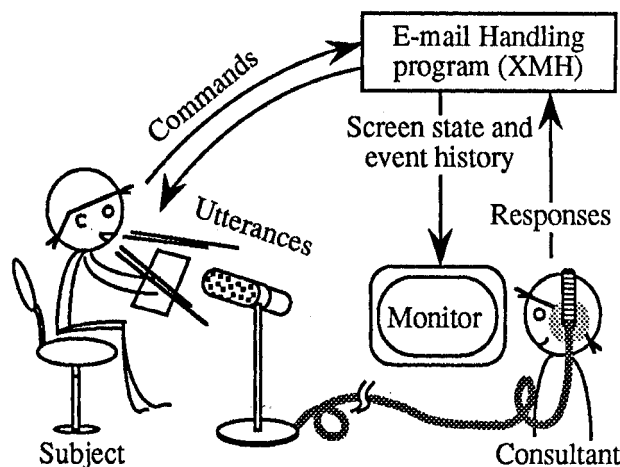 E-mail Handling
program (XMH)
Commands
Screen state and
event history
Utterances
Responses
Monitor
Subject
Consultant